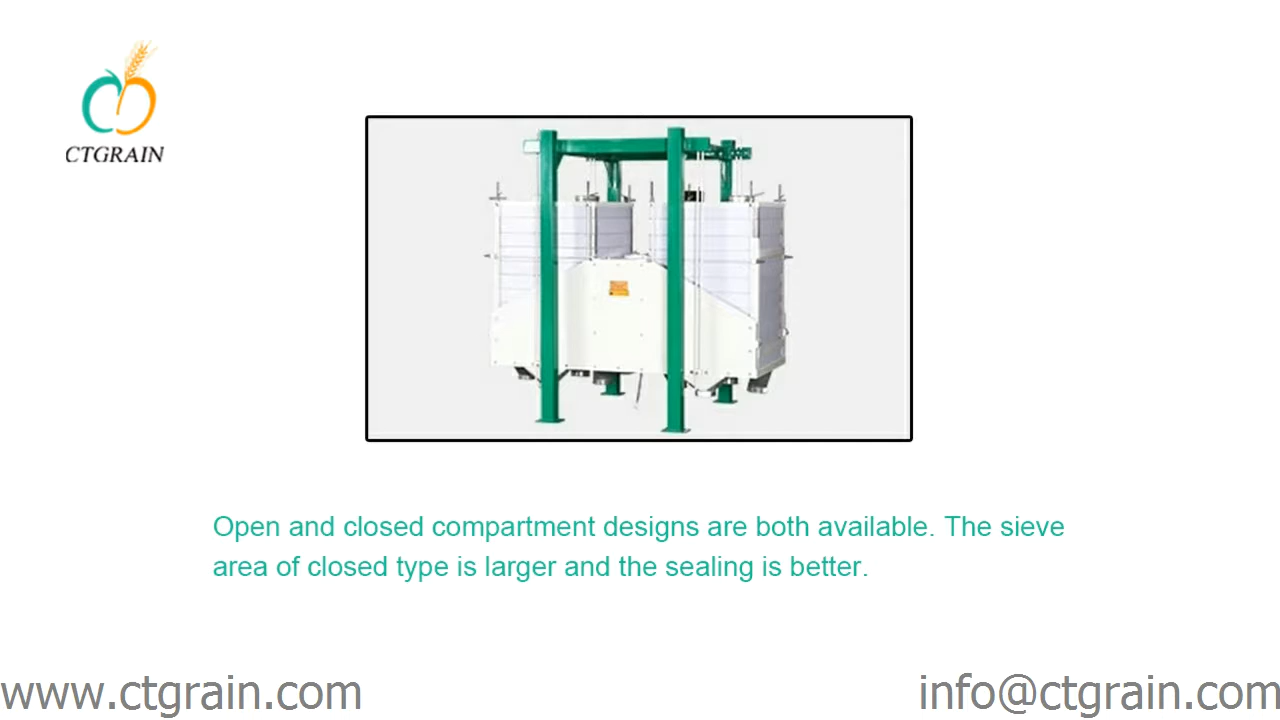 CTGRAIN
Open and closed compartment designs are both available. The sieve
area of closed type is larger and the sealing is better.
www.ctgrain.com
info@ctgrain.com